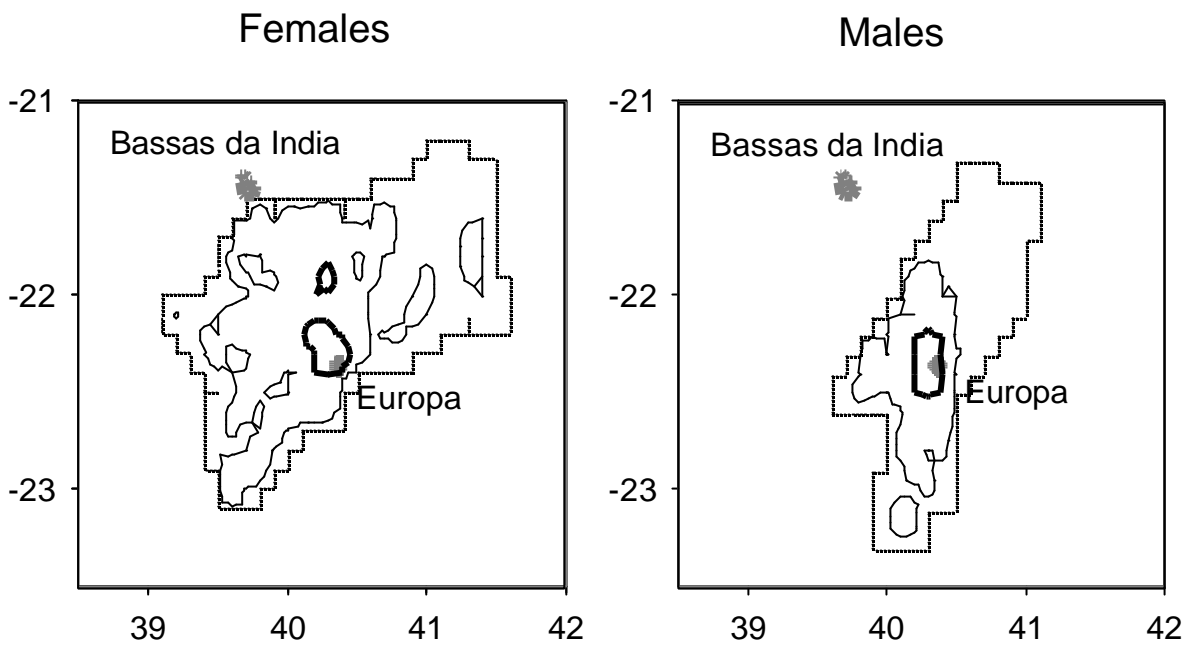 Females
Males
-21
Bassas da India
-22
Europa
-23
39 40 41 42
-21
Bassas da India
-22
Europa
-23
39 40 41 42